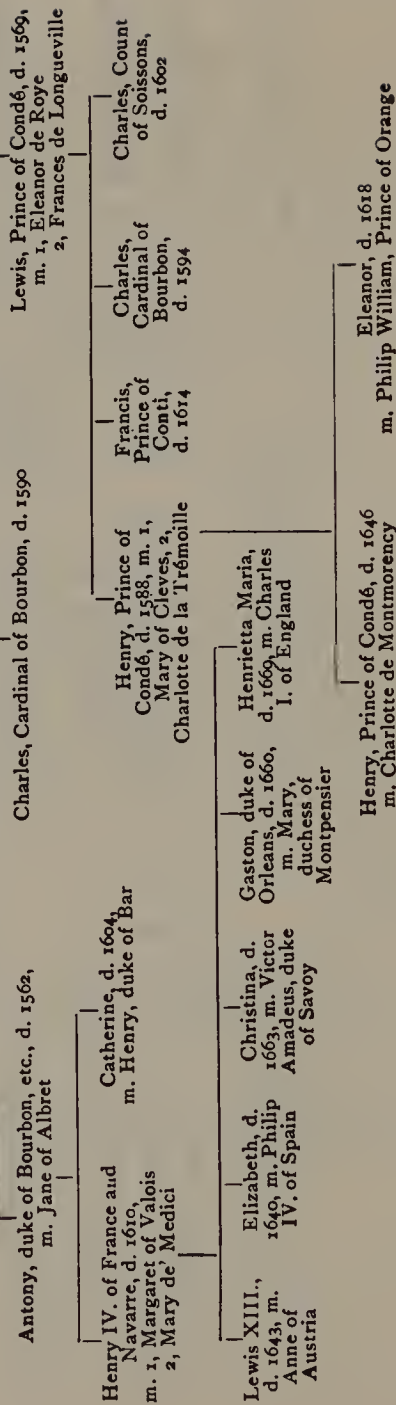 Antony, duke of Bourbon, etc., d. 1562,
m. Jane of Albret
Charles, Cardinal of Bourbon, d. 1590
Lewis, Prince of Condé, d. 1569,
m. 1, Eleanor de Roye
2, Frances de Longueville
Henry IV. of France and
Navarre, d. 1610,
m. 1, Margaret of Valois
2, Mary de' Medici
Catherine, d. 1604,
m. Henry, duke of Bar
Henry, Prince of
Condé, d. 1588, m. 1,
Mary of Cleves, 2,
Charlotte de la Trémoille
Francis,
Prince of
Conti,
d. 1614
Charles,
Cardinal of
Bourbon,
d. 1594
Charles, Count
of Soissons,
d. 1602
Lewis XIII.,
d. 1643, m.
Anne of
Austria
Elizabeth, d.
1640, m. Philip
IV. of Spain
Christina, d.
1663, m. Victor
Amadeus, duke
of Savoy
Gaston, duke of
Orleans, d. 1660,
m. Mary,
duchess of
Montpensier
Henrietta Maria,
d. 1669, m. Charles
I. of England
Henry, Prince of Condé, d. 1646
m. Charlotte de Montmorency
Eleanor, d. 1618
m. Philip William, Prince of Orange